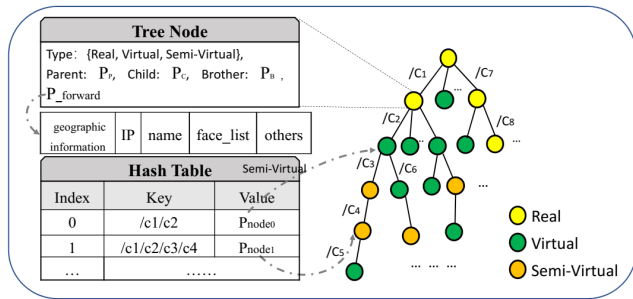 Tree Node
Type: {Real, Virtual, Semi-Virtual},
Parent: PP, Child: PC, Brother: PB ,
P_forward
geographic information IP name face_list others
Hash Table
Semi-Virtual
Index Key Value
0 /c1/c2 Pnode0
1 /c1/c2/c3/c4 Pnode1
... ...... 
/C1 /C7
...
/C2 /C8
... ...
/C3 /C6
...
/C4
/C5
... ... ...
Real
Virtual
Semi-Virtual